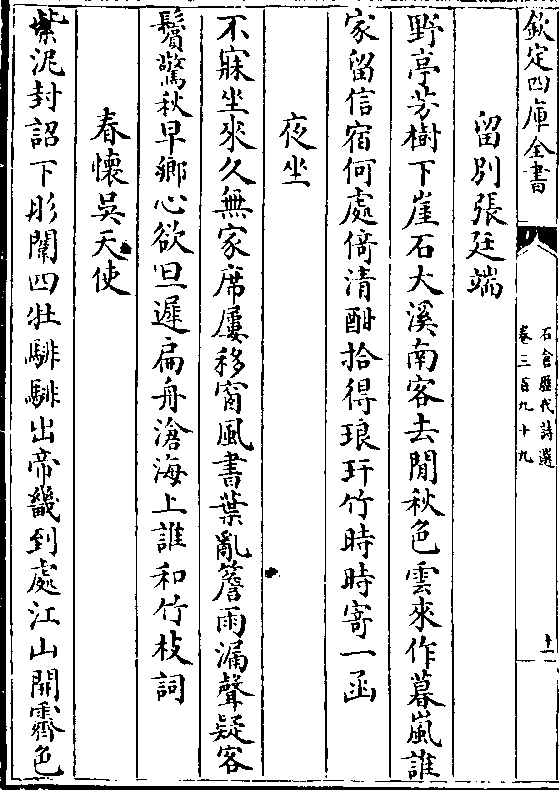 欽定四庫全書
石倉歷代詩選
卷三百九十九
十一
留別張廷端
野亭芳樹下崖石大溪南客去閒秋色雲來作暮嵐誰
家留信宿何處倚清酣拾得琅玕竹時時寄一函
夜坐
不寐坐來久無家席屢移窗風書葉亂簷雨漏聲疑客
鬢驚秋早鄉心欲旦遲扁舟滄海上誰和竹枝詞
春懷吳天使
紫泥封詔下彤闈四牡騑騑出帝畿到處江山開霽色